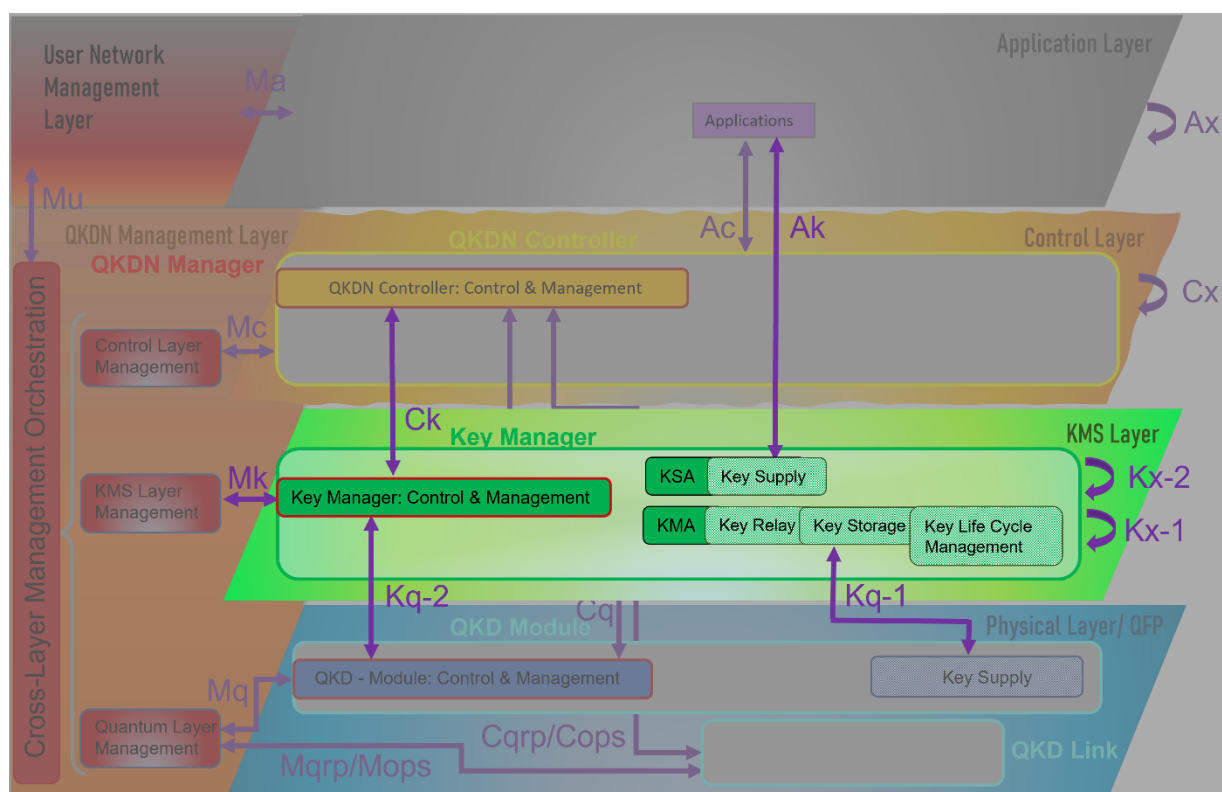 User Network
Management
Layer
Ma
Application Layer
Applications
Ax
Mu
Ac
Ak
QKDN Management Layer
QKDN Manager
QKDN Controller
Control Layer
QKDN Controller: Control & Management
Cx
Cross-Layer Management Orchestration
Mc
Control Layer
Management
Ck
Key Manager
KMS Layer
KSA
Key Supply
Kx-2
Mk
KMS Layer
Management
Key Manager: Control & Management
KMA
Key Relay
Key Storage
Key Life Cycle
Management
Kx-1
Kq-2
Kq-1
Cq
QKD Module
Physical Layer/ QFP
Mq
QKD - Module: Control & Management
Key Supply
Quantum Layer
Management
Cqrp/Cops
Mqrp/Mops
QKD Link